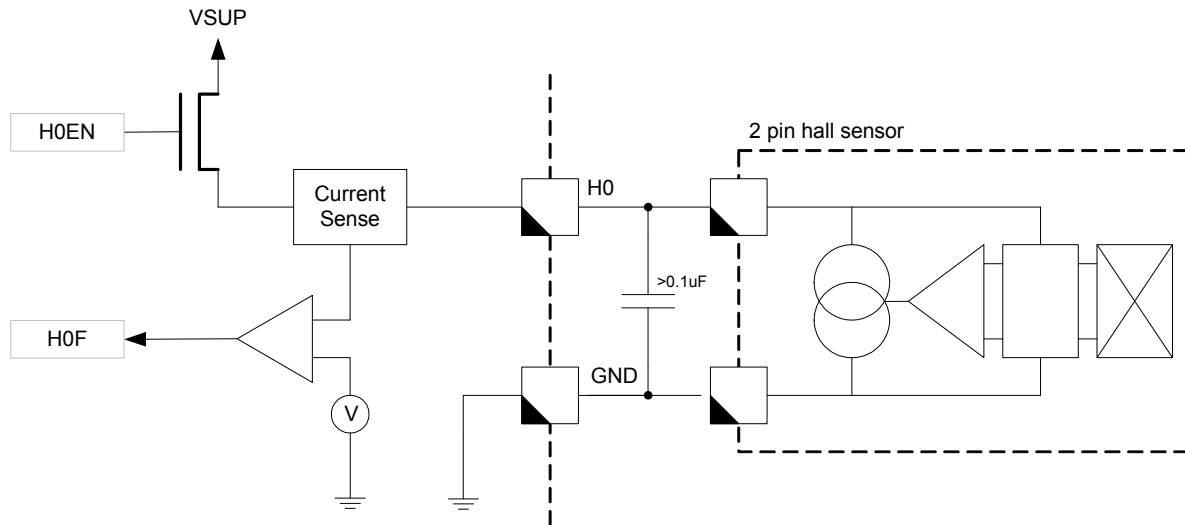 VSUP
H0EN
2 pin hall sensor
H0
Current
Sense
>0.1uF
H0F
GND
V